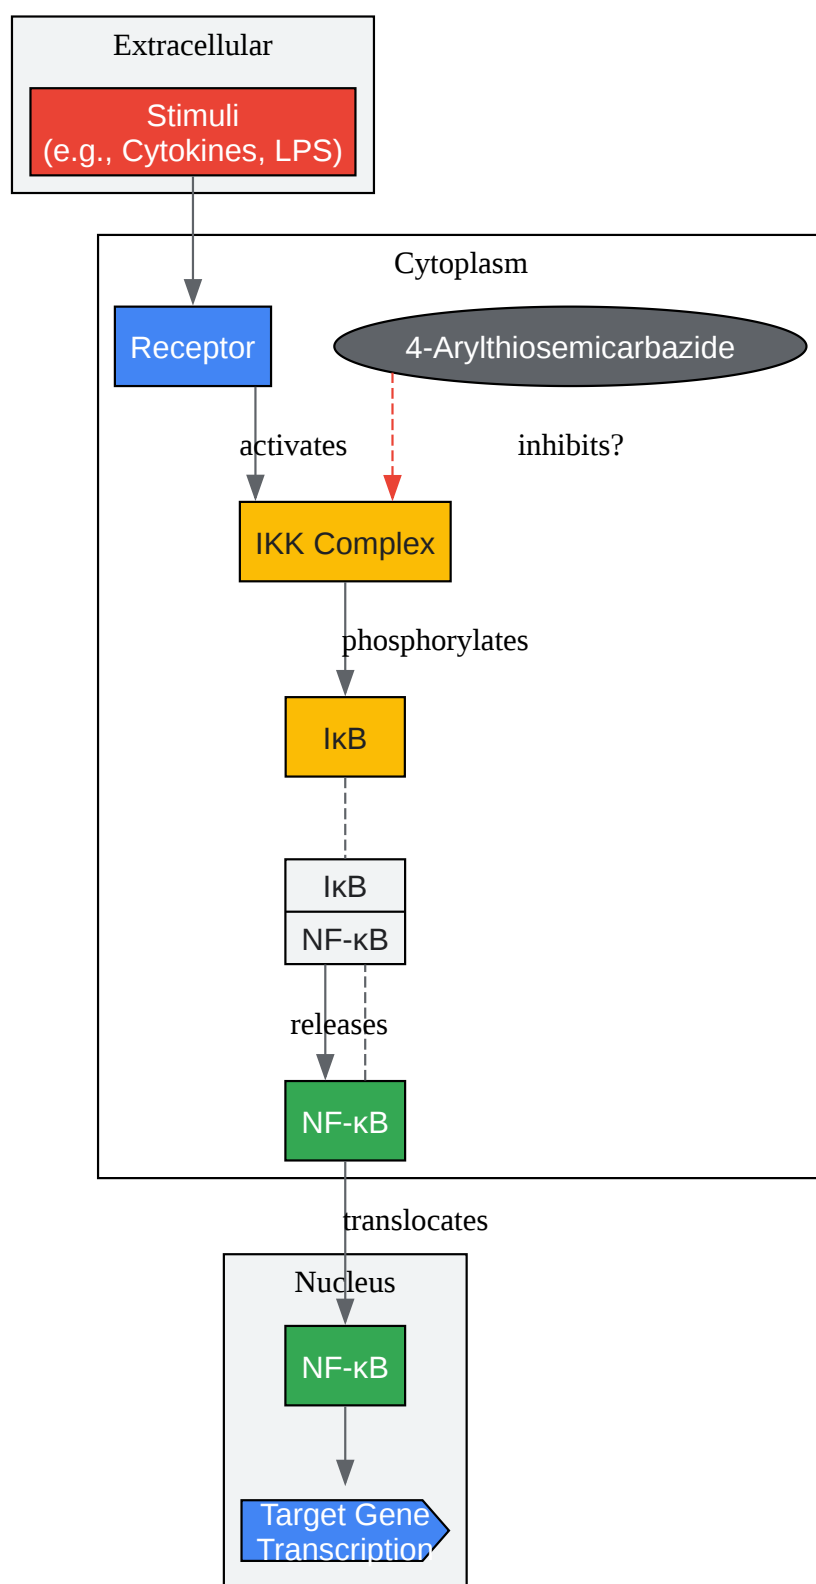 Extracellular
Stimuli
(e.g., Cytokines, LPS)
Cytoplasm
Receptor
4-Arylthiosemicarbazide
activates
inhibits?
IKK Complex
phosphorylates
IκB
IκB
NF-κB
releases
NF-κB
translocates
Nucleus
NF-κB
Target Gene
Transcription